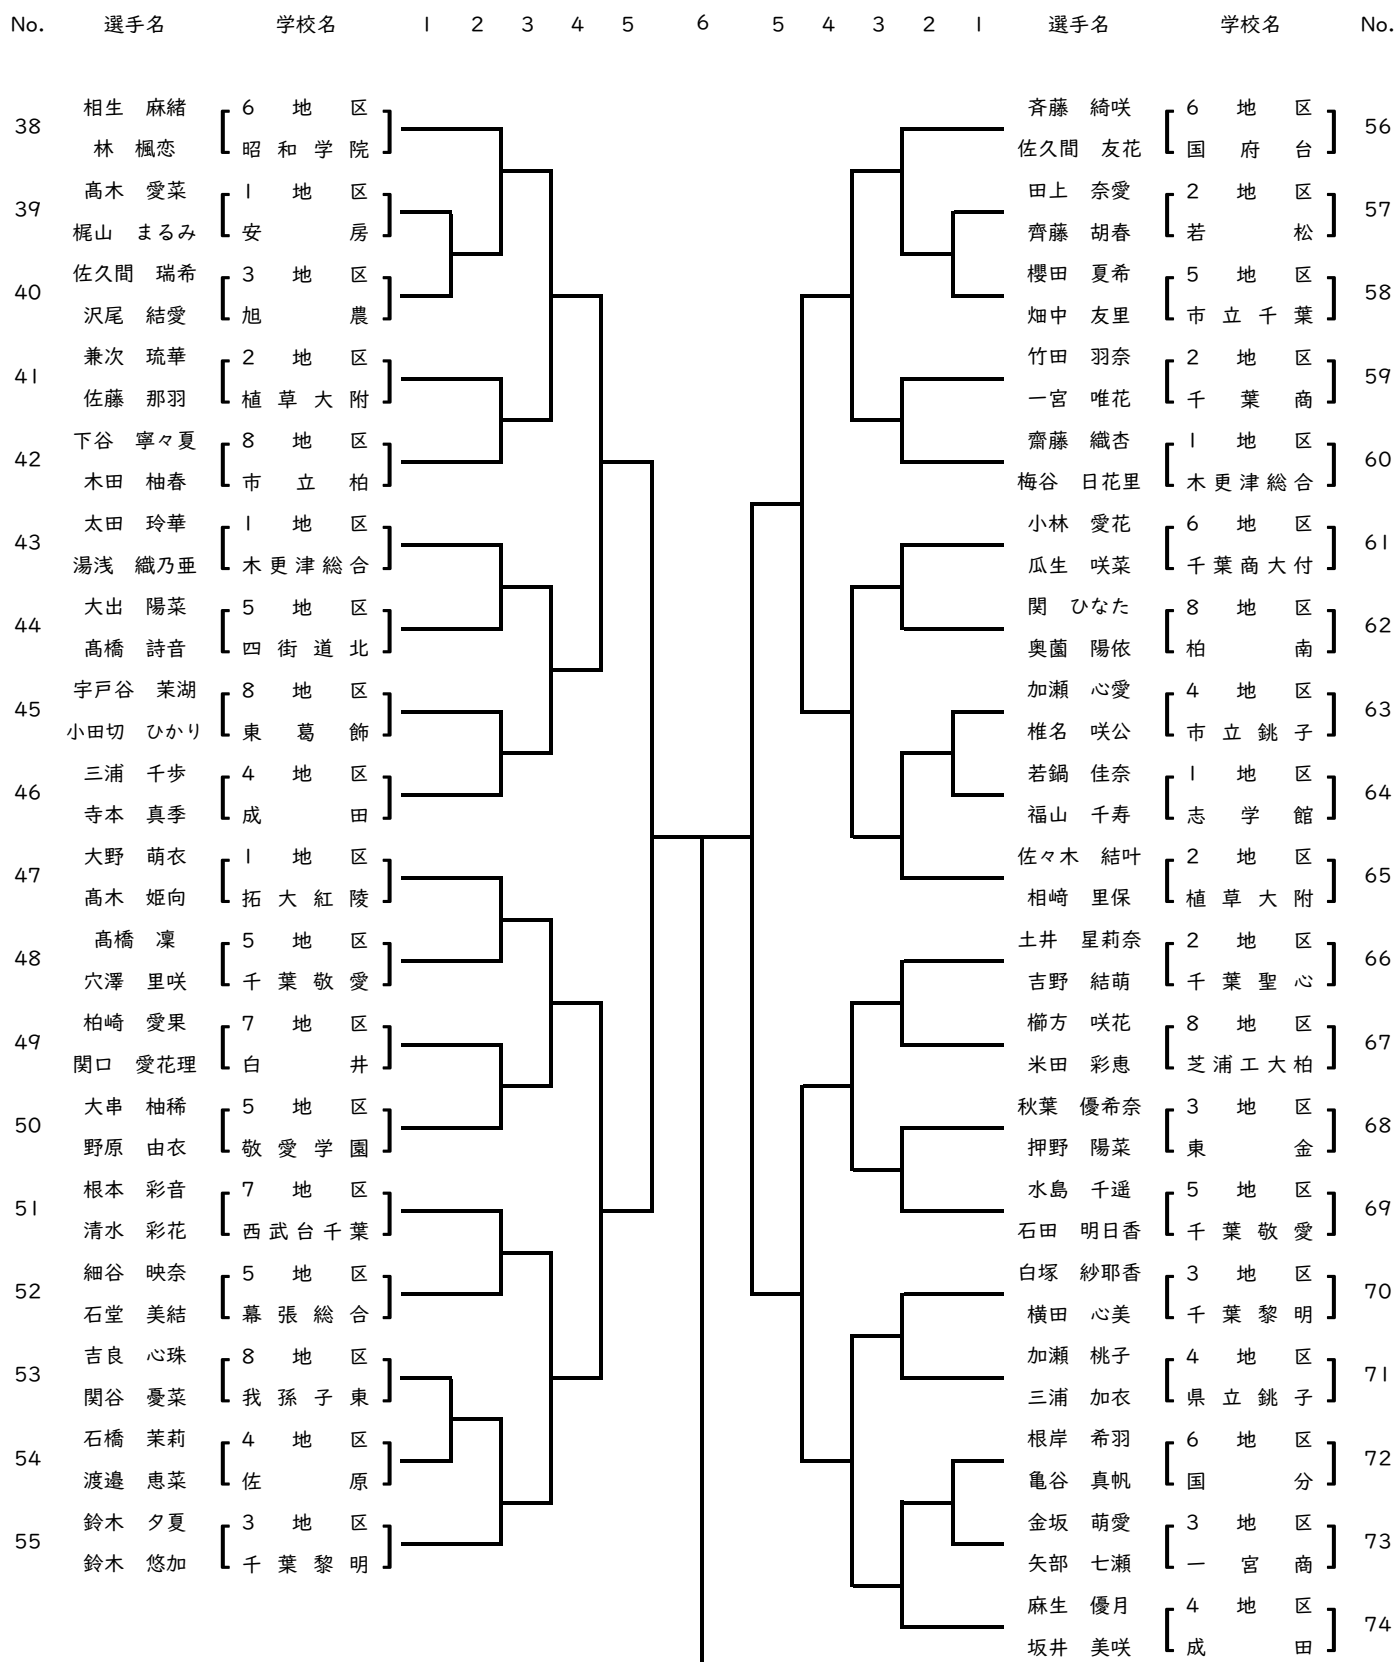 No. 選手名 学校名 1 2 3 4 5 6 5 4 3 2 1 選手名 学校名 No.
38 相生 麻緒 6地区
林 楓恋 昭和学院
39 髙木 愛菜 1地区
梶山 まるみ 安房
40 佐久間 瑞希 3地区
沢尾 結愛 旭農
41 兼次 琉華 2地区
佐藤 那羽 植草大附
42 下谷 寧々夏 8地区
木田 柚春 市立柏
43 太田 玲華 1地区
湯浅 織乃亜 木更津総合
44 大出 陽菜 5地区
髙橋 詩音 四街道北
45 宇戸谷 茉湖 8地区
小田切 ひかり 東葛飾
46 三浦 千歩 4地区
寺本 真季 成田
47 大野 萌衣 1地区
髙木 姫向 拓大紅陵
48 髙橋 凜 5地区
穴澤 里咲 千葉敬愛
49 柏崎 愛果 7地区
関口 愛花理 白井
50 大串 柚稀 5地区
野原 由衣 敬愛学園
51 根本 彩音 7地区
清水 彩花 西武台千葉
52 細谷 映奈 5地区
石堂 美結 幕張総合
53 吉良 心珠 8地区
関谷 憂菜 我孫子東
54 石橋 茉莉 4地区
渡邉 恵菜 佐原
55 鈴木 夕夏 3地区
鈴木 悠加 千葉黎明
斉藤 綺咲 6地区 56
佐久間 友花 国府台
田上 奈愛 2地区 57
齊藤 胡春 若松
櫻田 夏希 5地区 58
畑中 友里 市立千葉
竹田 羽奈 2地区 59
一宮 唯花 千葉商
齋藤 織杏 1地区 60
梅谷 日花里 木更津総合
小林 愛花 6地区 61
瓜生 咲菜 千葉商大付
関 ひなた 8地区 62
奥薗 陽依 柏南
加瀬 心愛 4地区 63
椎名 咲公 市立銚子
若鍋 佳奈 1地区 64
福山 千寿 志学館
佐々木 結叶 2地区 65
相﨑 里保 植草大附
土井 星莉奈 2地区 66
吉野 結萌 千葉聖心
櫛方 咲花 8地区 67
米田 彩恵 芝浦工大柏
秋葉 優希奈 3地区 68
押野 陽菜 東金
水島 千遥 5地区 69
石田 明日香 千葉敬愛
白塚 紗耶香 3地区 70
横田 心美 千葉黎明
加瀬 桃子 4地区 71
三浦 加衣 県立銚子
根岸 希羽 6地区 72
亀谷 真帆 国分
金坂 萌愛 3地区 73
矢部 七瀬 一宮商
麻生 優月 4地区 74
坂井 美咲 成田